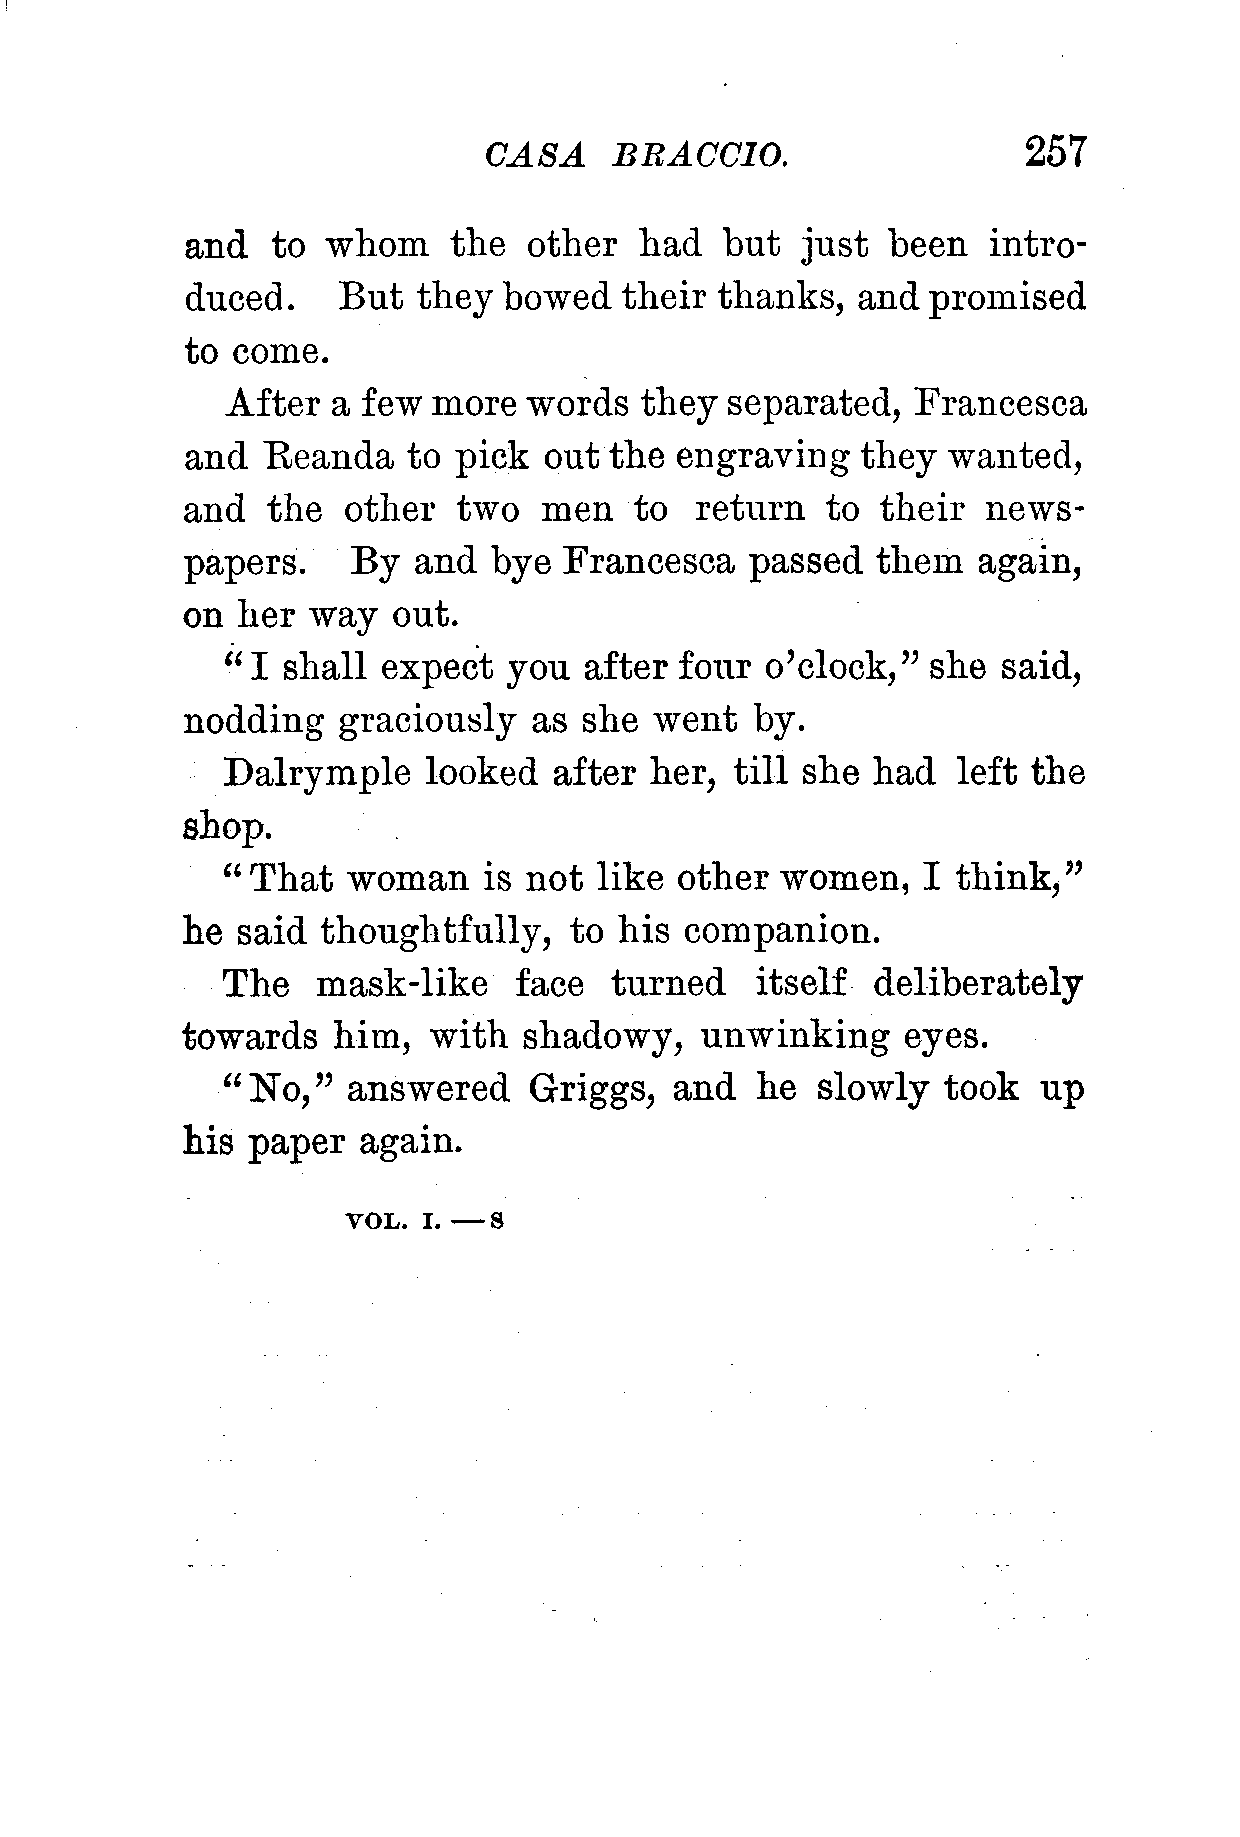 CASA BRACCIO. 257
and to whom the other had but just been intro-
duced. But they bowed their thanks, and promised
to come.
After a few more words they separated, Francesca
and Reanda to pick out the engraving they wanted,
and the other two men to return to their news-
papers. By and bye Francesca passed them again,
on her way out.
“I shall expect you after four o’clock,” she said,
nodding graciously as she went by.
Dalrymple looked after her, till she had left the
shop.
“That woman is not like other women, I think,”
he said thoughtfully, to his companion.
The mask-like face turned itself deliberately
towards him, with shadowy, unwinking eyes.
“No,” answered Griggs, and he slowly took up
his paper again.
VOL. I. — S